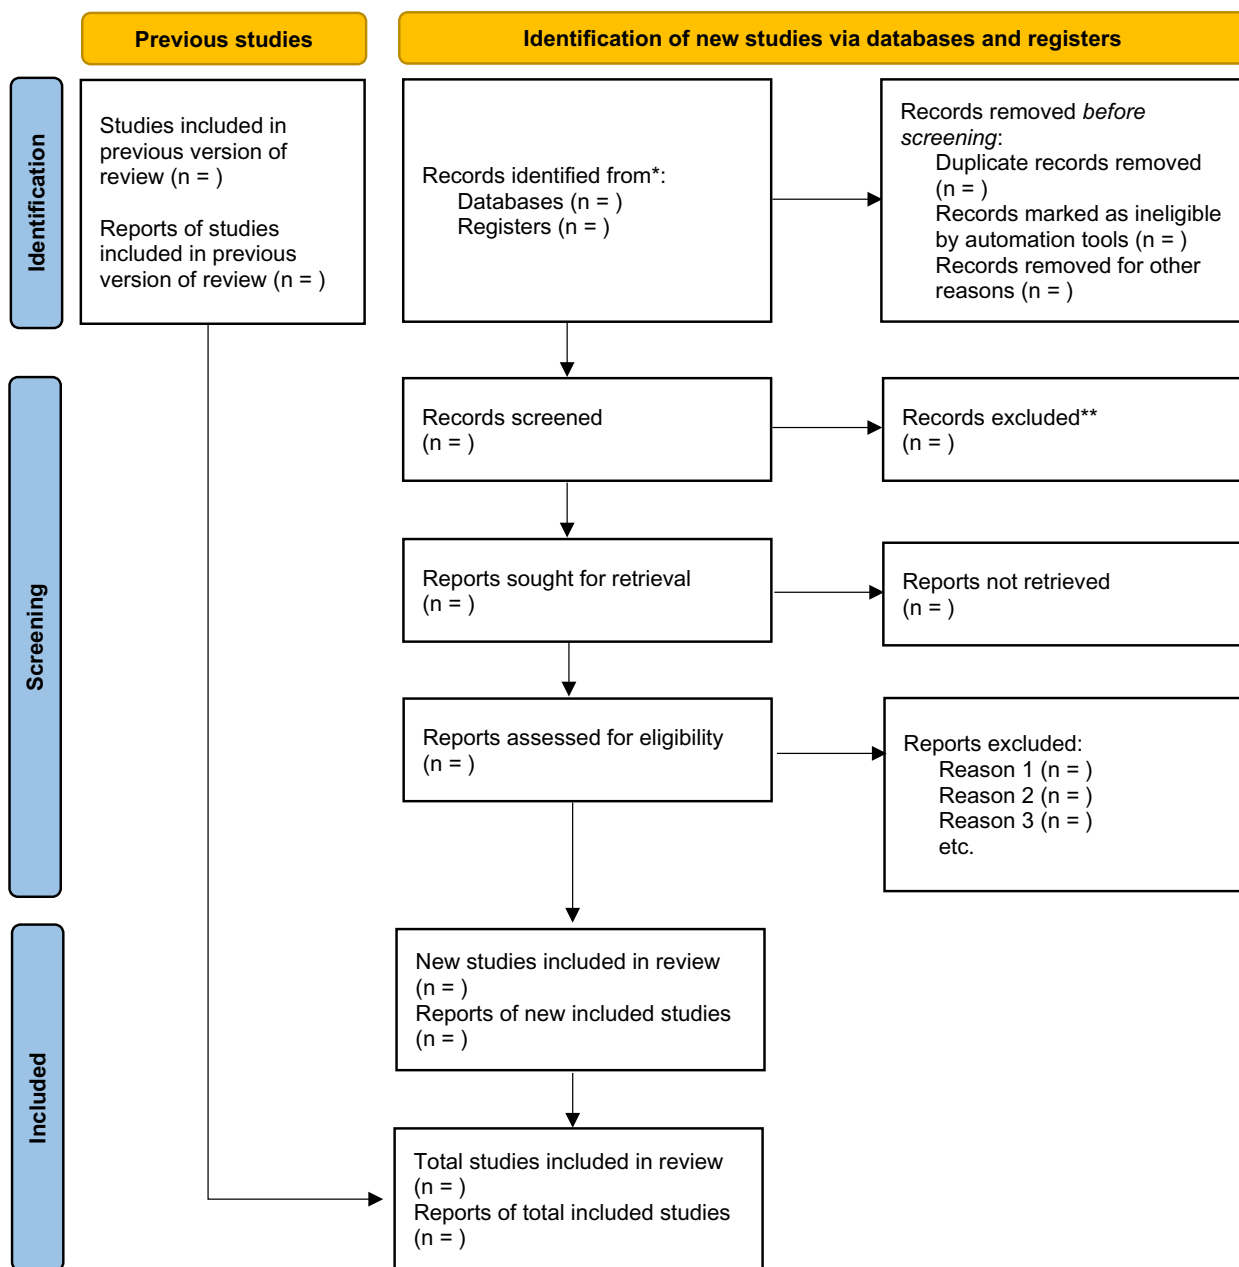 Previous studies
Identification of new studies via databases and registers
Identification
Studies included in
previous version of
review (n = )
Reports of studies
included in previous
version of review (n = )
Records identified from*:
Databases (n = )
Registers (n = )
Records removed before
screening:
Duplicate records removed
(n = )
Records marked as ineligible
by automation tools (n = )
Records removed for other
reasons (n = )
Screening
Records screened
(n = )
Records excluded**
(n = )
Reports sought for retrieval
(n = )
Reports not retrieved
(n = )
Reports assessed for eligibility
(n = )
Reports excluded:
Reason 1 (n = )
Reason 2 (n = )
Reason 3 (n = )
etc.
Included
New studies included in review
(n = )
Reports of new included studies
(n = )
Total studies included in review
(n = )
Reports of total included studies
(n = )